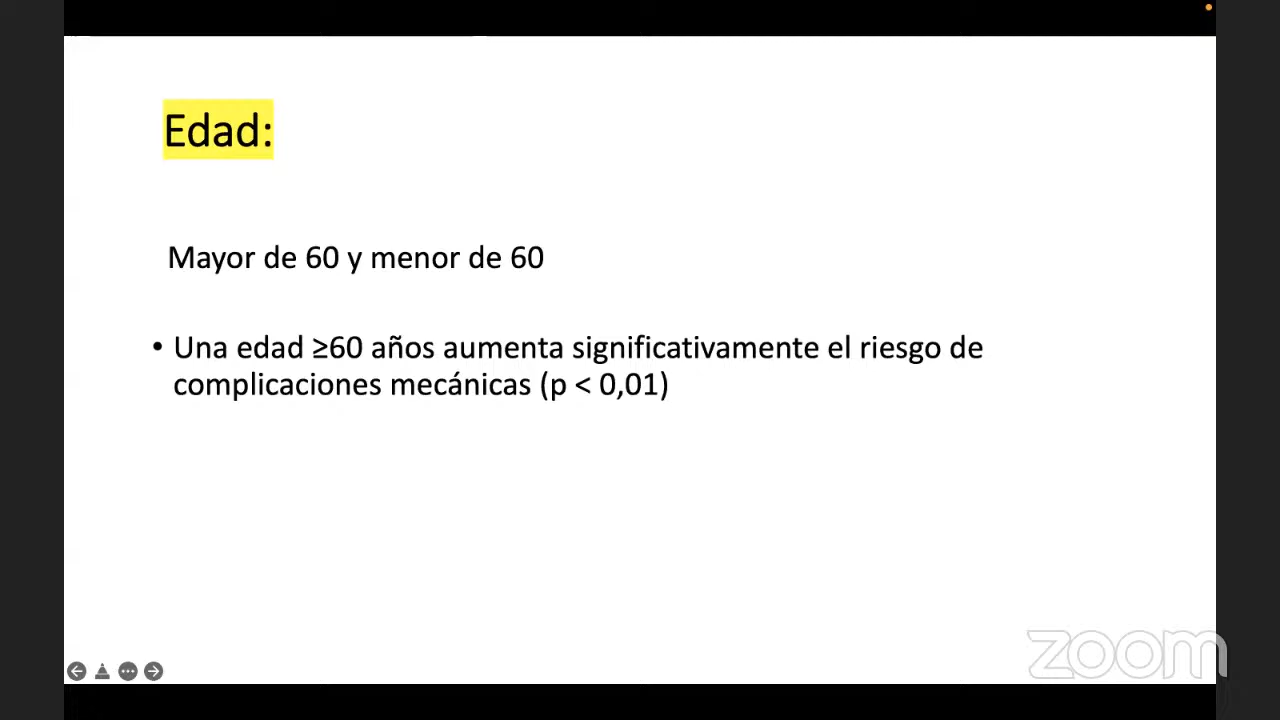 Edad:
Mayor de 60 y menor de 60
• Una edad ≥60 años aumenta significativamente el riesgo de
complicaciones mecánicas (p < 0,01)
zoom